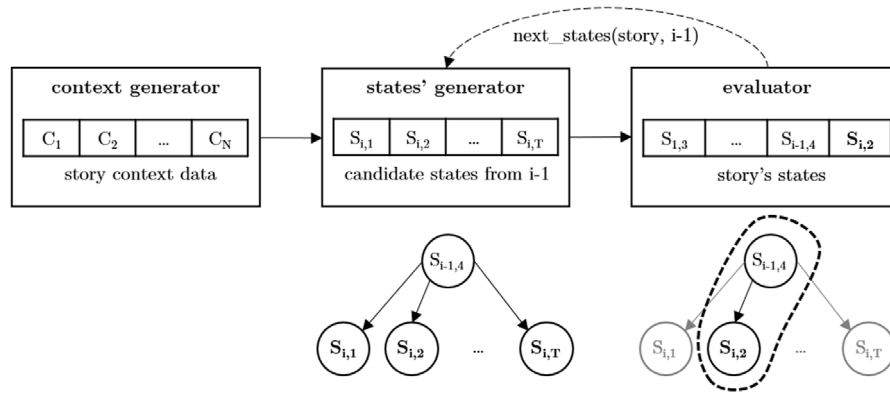 next_states(story, i-1)
context generator
C1 C2 ... CN
story context data
states' generator
Si,1 Si,2 ... Si,T
candidate states from i-1
evaluator
S1,3 ... Si-1,4 Si,2
story's states
Si-1,4
Si,1 Si,2 ... Si,T
Si-1,4
Si,1 Si,2 ... Si,T